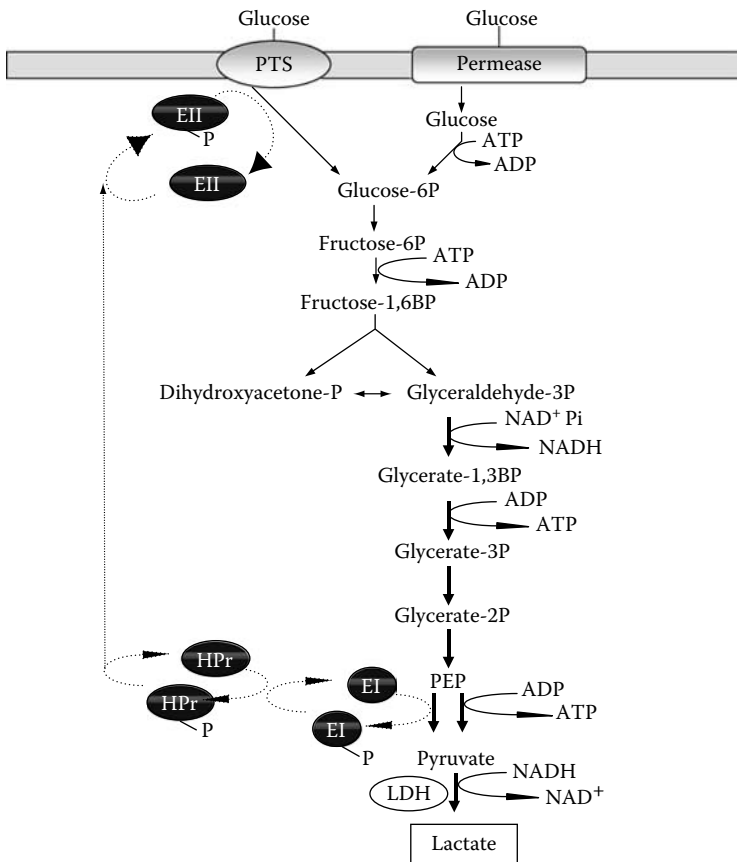 Glucose
Glucose
PTS
Permease
EII
P
EII
Glucose
ATP
ADP
Glucose-6P
Fructose-6P
ATP
ADP
Fructose-1,6BP
Dihydroxyacetone-P
Glyceraldehyde-3P
NAD+ Pi
NADH
Glycerate-1,3BP
ADP
ATP
Glycerate-3P
Glycerate-2P
HPr
HPr
P
EI
EI
P
PEP
ADP
ATP
Pyruvate
LDH
NADH
NAD+
Lactate